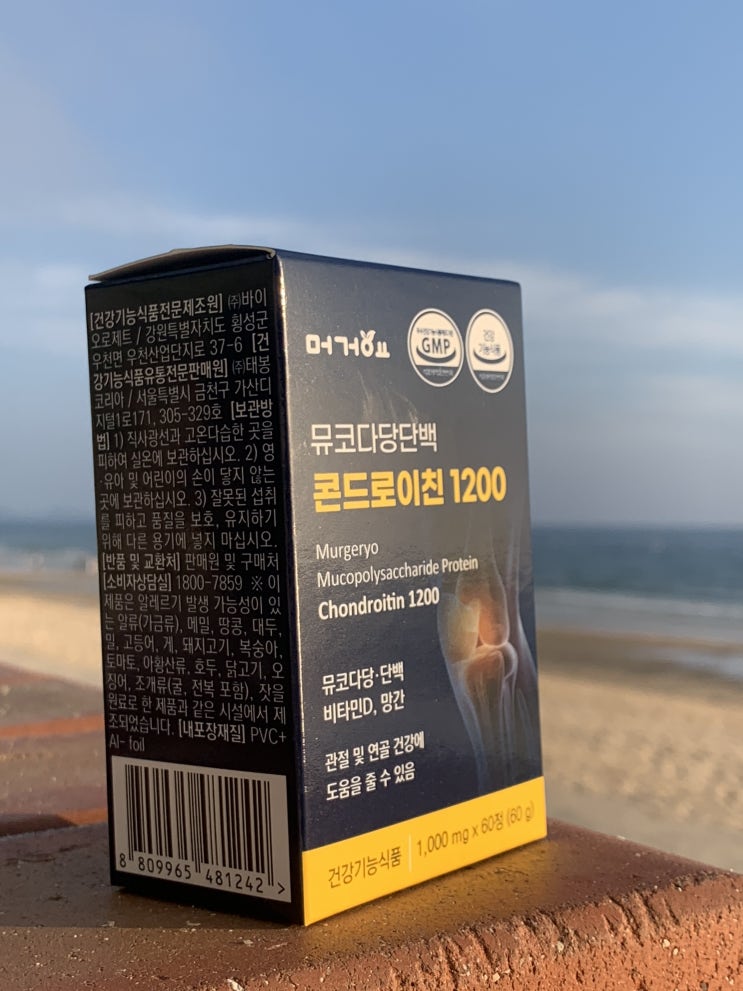 [건강기능식품전문제조원] ㈜바이
오로제트 / 강원특별자치도 횡성군
우천면 우천산업단지로 37-6 [건
강기능식품유통전문판매원] ㈜태봉
코리아 / 서울특별시 금천구 가산디
지털1로171, 305-329호 [보관방
법] 1) 직사광선과 고온다습한 곳을
피하여 실온에 보관하십시오. 2) 영
·유아 및 어린이의 손이 닿지 않는
곳에 보관하십시오. 3) 잘못된 섭취
를 피하고 품질을 보호, 유지하기
위해 다른 용기에 넣지 마십시오.
[반품 및 교환처] 판매원 및 구매처
[소비자상담실] 1800-7859 ※ 이
제품은 알레르기 발생 가능성이 있
는 알류(가금류), 메밀, 땅콩, 대두,
밀, 고등어, 게, 돼지고기, 복숭아,
토마토, 아황산류, 호두, 닭고기, 오
징어, 조개류(굴, 전복 포함), 잣을
원료로 한 제품과 같은 시설에서 제
조되었습니다. [내포장재질] PVC+
Al- foil
8 809965 481242 >
머거요
GMP
건강
기능식품
뮤코다당단백
콘드로이친 1200
Murgeryo
Mucopolysaccharide Protein
Chondroitin 1200
뮤코다당·단백
비타민D, 망간
관절 및 연골 건강에
도움을 줄 수 있음
건강기능식품 | 1,000 mg x 60정 (60 g)